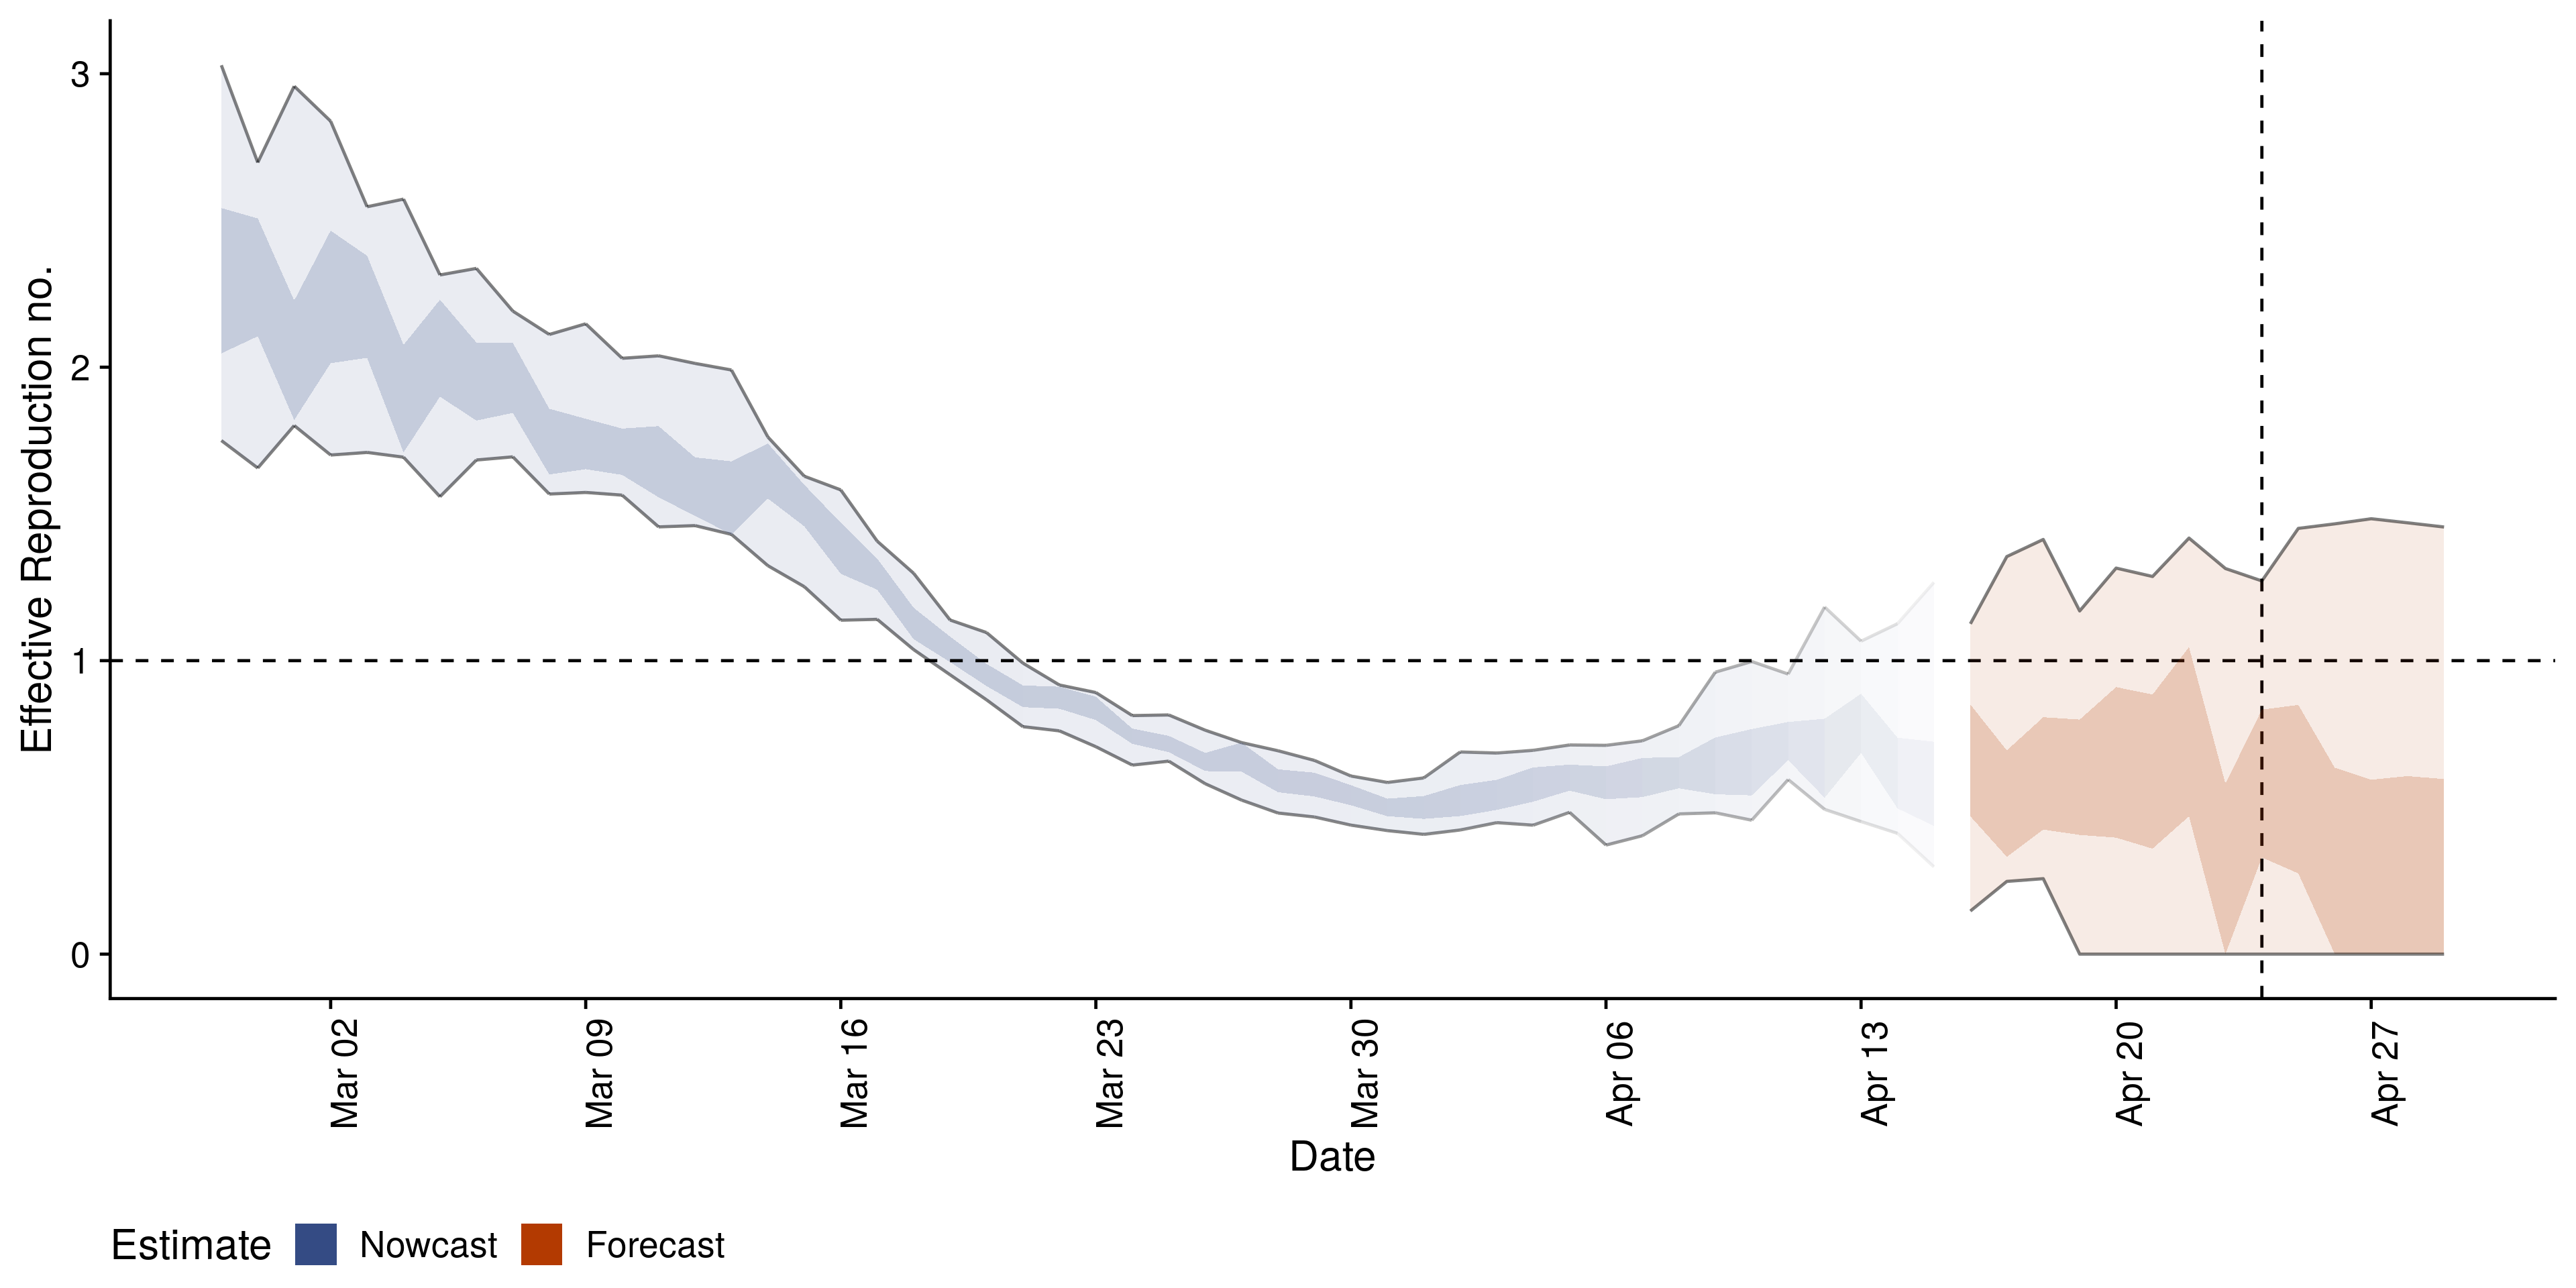 Effective Reproduction no.
3
2
1
0
Mar 02
Mar 09
Mar 16
Mar 23
Mar 30
Apr 06
Apr 13
Apr 20
Apr 27
Date
Estimate Nowcast Forecast